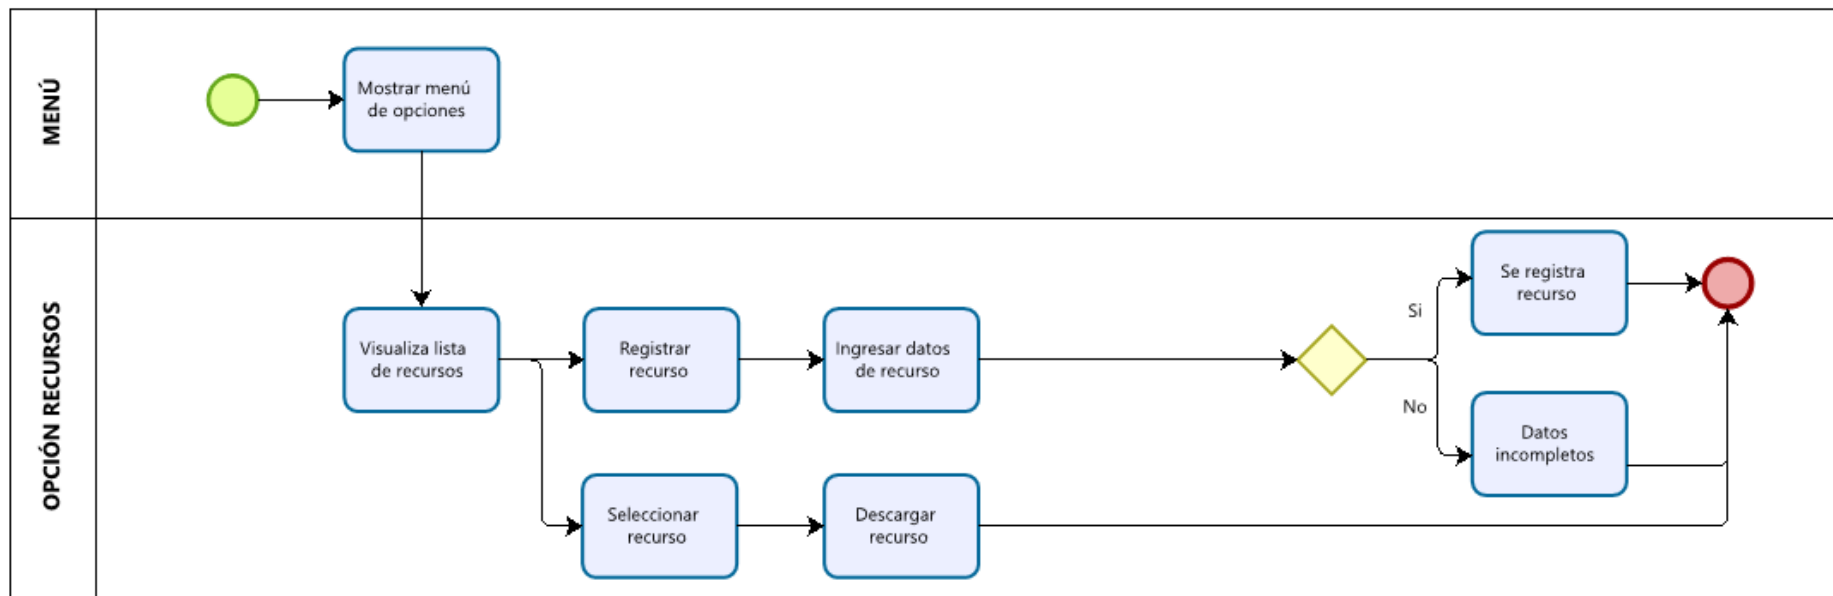 MENÚ
Mostrar menú
de opciones
OPCIÓN RECURSOS
Visualiza lista
de recursos
Registrar
recurso
Ingresar datos
de recurso
Si
No
Se registra
recurso
Datos
incompletos
Seleccionar
recurso
Descargar
recurso